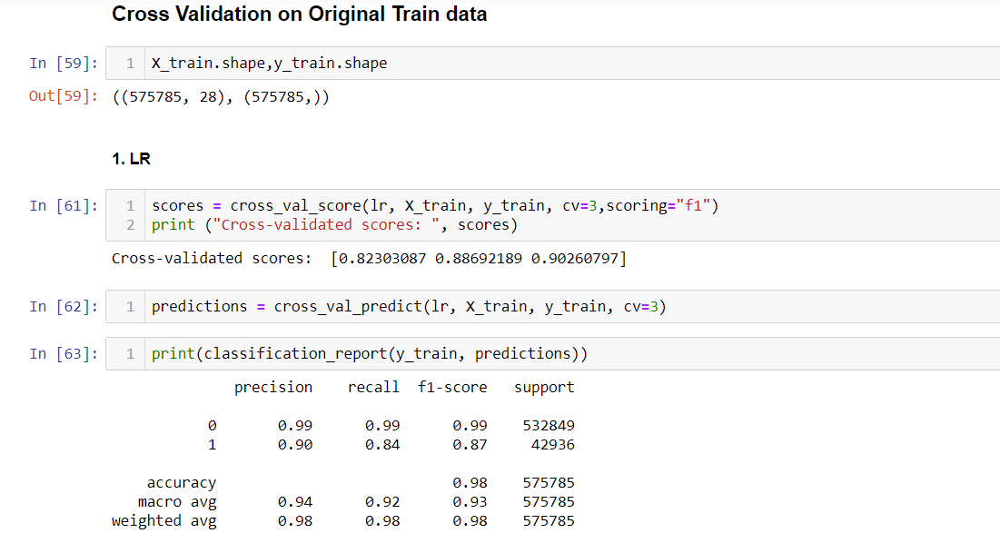 Cross Validation on Original Train data
In [59]: 1 X_train.shape,y_train.shape
Out[59]: ((575785, 28), (575785,))
1. LR
In [61]: 1 scores = cross_val_score(lr, X_train, y_train, cv=3,scoring="f1")
2 print ("Cross-validated scores: ", scores)
Cross-validated scores:  [0.82303087 0.88692189 0.90260797]
In [62]: 1 predictions = cross_val_predict(lr, X_train, y_train, cv=3)
In [63]: 1 print(classification_report(y_train, predictions))
precision recall f1-score support
0 0.99 0.99 0.99 532849
1 0.90 0.84 0.87 42936
accuracy 0.98 575785
macro avg 0.94 0.92 0.93 575785
weighted avg 0.98 0.98 0.98 575785